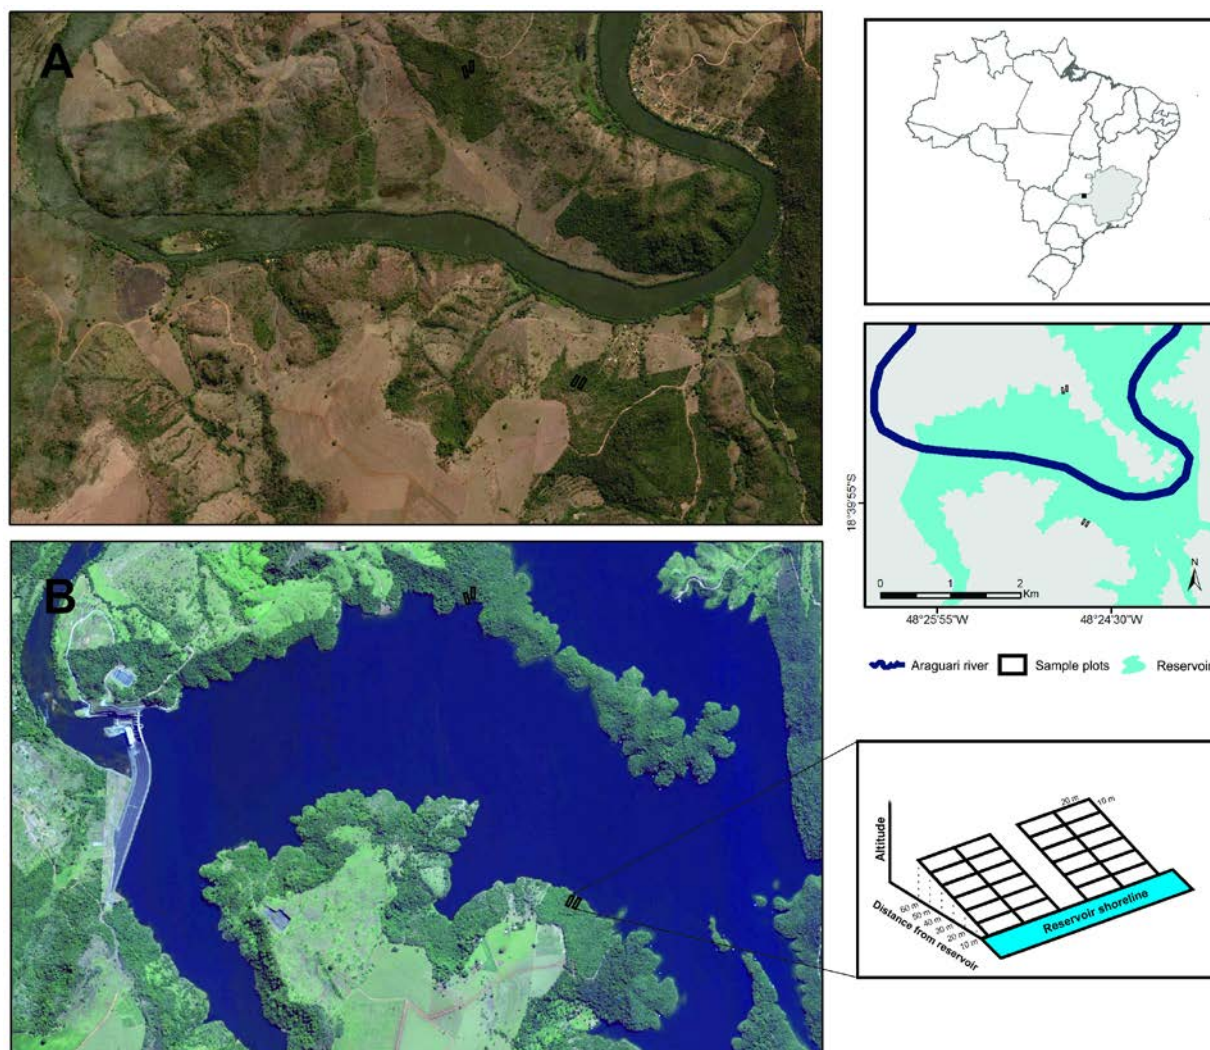 A
B
18°39'55"S
N
0 1 2
Km
48°25'55"W 48°24'30"W
Araguari river Sample plots Reservoir
Altitude
20 m 10 m
60 m
50 m
40 m
30 m
20 m
10 m
Distance from reservoir
Reservoir shoreline